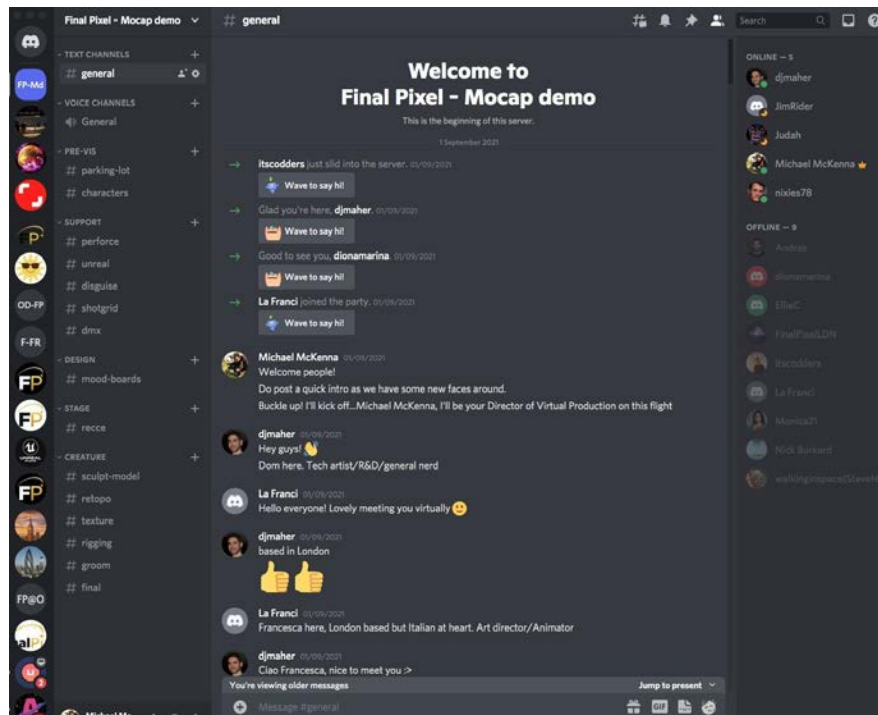 Final Pixel - Mocap demo
# general
Search
FP-Md
OD-FP
F-FR
FP
FP
UNREAL
FP
FP@O
alPi
2
TEXT CHANNELS
# general
VOICE CHANNELS
General
PRE-VIS
# parking-lot
# characters
SUPPORT
# perforce
# unreal
# disguise
# shotgrid
# dmx
DESIGN
# mood-boards
STAGE
# recce
CREATURE
# sculpt-model
# retopo
# texture
# rigging
# groom
# final
Welcome to
Final Pixel - Mocap demo
This is the beginning of this server.
1 September 2021
itscodders just slid into the server. 01/09/2021
Wave to say hi!
Glad you're here, djmaher. 01/09/2021
Wave to say hi!
Good to see you, dionamarina. 01/09/2021
Wave to say hi!
La Franci joined the party. 01/09/2021
Wave to say hi!
Michael McKenna 01/09/2021
Welcome people!
Do post a quick intro as we have some new faces around.
Buckle up! I'll kick off...Michael McKenna, I'll be your Director of Virtual Production on this flight
djmaher 01/09/2021
Hey guys! 👋
Dom here. Tech artist/R&D/general nerd
La Franci 01/09/2021
Hello everyone! Lovely meeting you virtually 🙂
djmaher 01/09/2021
based in London
👍👍
La Franci 01/09/2021
Francesca here, London based but Italian at heart. Art director/Animator
djmaher 01/09/2021
Ciao Francesca, nice to meet you :>
You're viewing older messages
Jump to present
Message #general
GIF
ONLINE — 5
djmaher
JimRider
Judah
Michael McKenna
nixies78
OFFLINE — 9
Andras
dionamarina
EllieC
FinalPixelLDN
itscodders
La Franci
Monica21
Nick Burkard